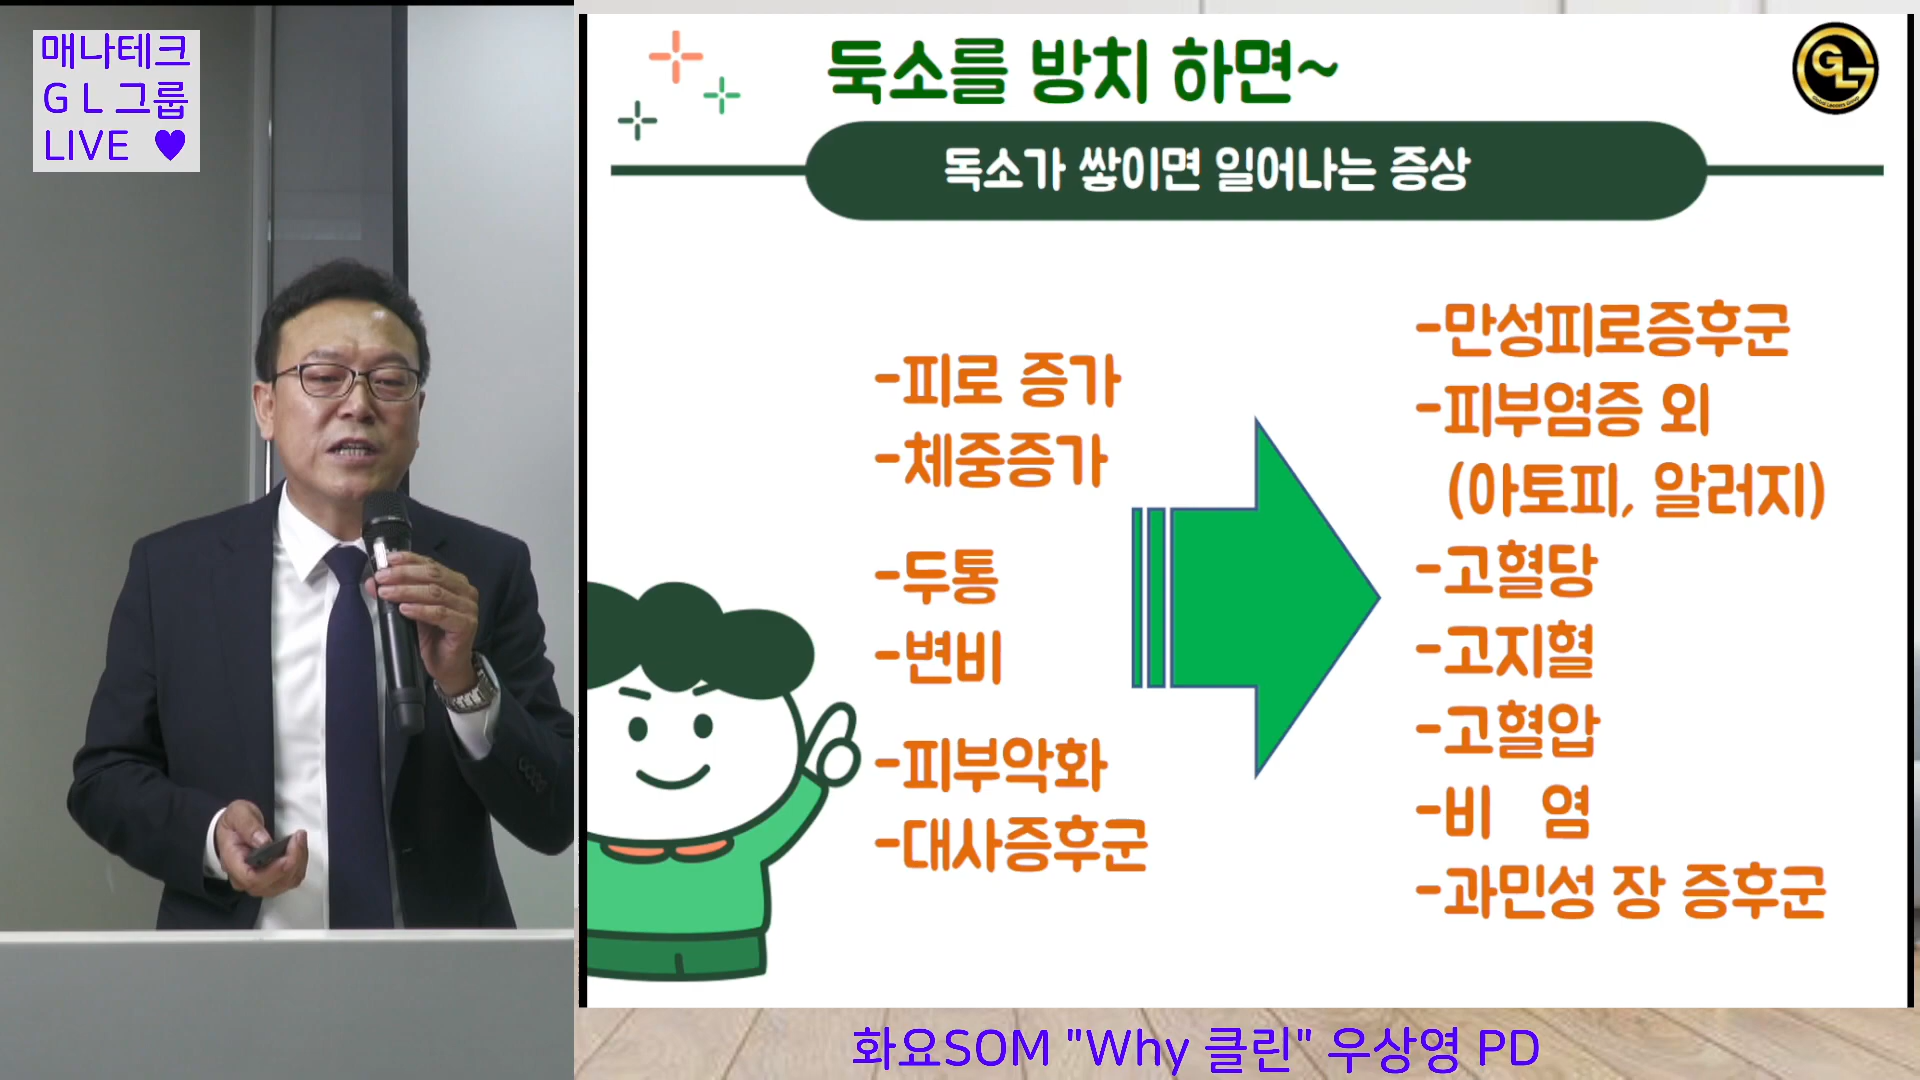 매나테크
G L 그룹
LIVE ♥
둑소를 방치 하면~
GLG
독소가 쌓이면 일어나는 증상
-피로 증가
-체중증가
-두통
-변비
-피부악화
-대사증후군
-만성피로증후군
-피부염증 외
(아토피, 알러지)
-고혈당
-고지혈
-고혈압
-비 염
-과민성 장 증후군
화요SOM "Why 클린" 우상영 PD